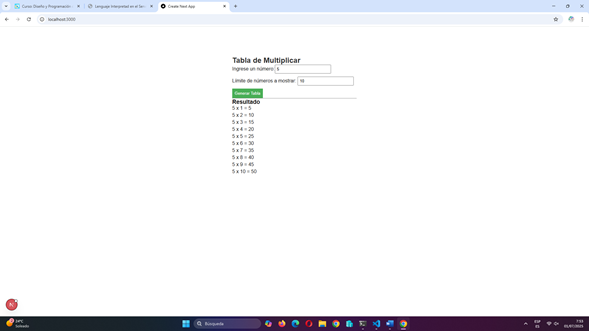 Curso: Diseño y Programación
Lenguaje Interpretado en el Ser
Create Next App
localhost:3000
Tabla de Multiplicar
Ingrese un número: 5
Límite de números a mostrar: 10
Generar Tabla
Resultado
5 x 1 = 5
5 x 2 = 10
5 x 3 = 15
5 x 4 = 20
5 x 5 = 25
5 x 6 = 30
5 x 7 = 35
5 x 8 = 40
5 x 9 = 45
5 x 10 = 50
N
24°C
Soleado
Búsqueda
ESP
ES
7:53
02/07/2025